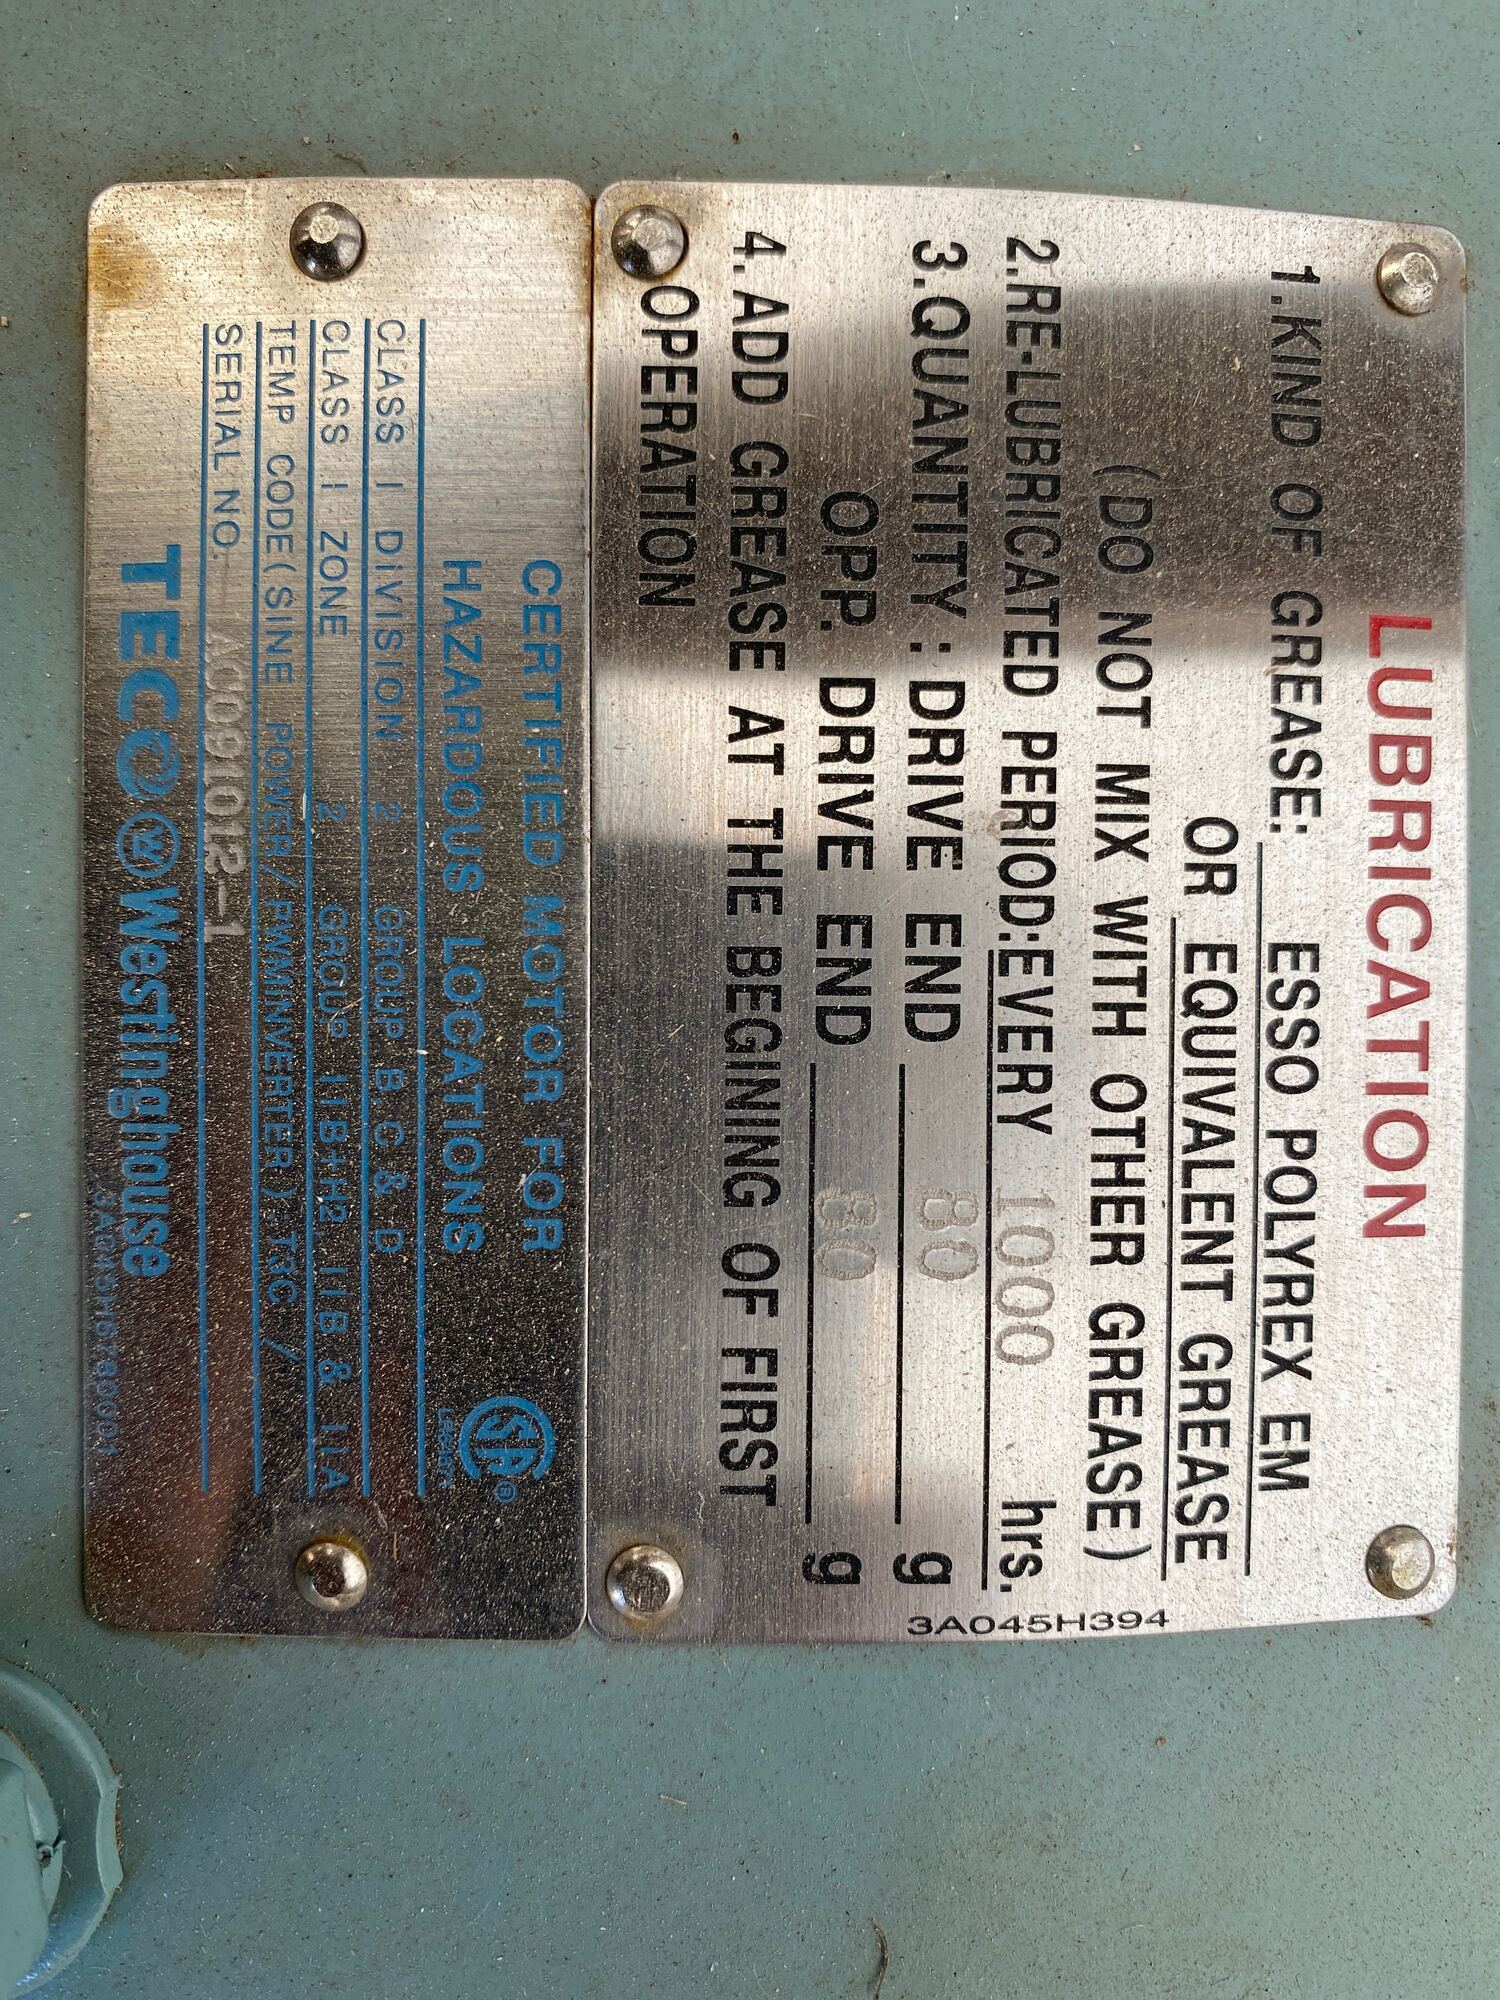 LUBRICATION
1.KIND OF GREASE: ESSO POLYREX EM
OR EQUIVALENT GREASE
(DO NOT MIX WITH OTHER GREASE)
2.RE-LUBRICATED PERIOD:EVERY 1000 hrs.
3.QUANTITY : DRIVE END 80 g
OPP. DRIVE END 80 g
4. ADD GREASE AT THE BEGINING OF FIRST
OPERATION
3A045H394
CERTIFIED MOTOR FOR
HAZARDOUS LOCATIONS
CSA ®
CLASS I DIVISION 2 GROUP B, C & D
CLASS I ZONE 2 GROUP IIB+H2, IIB & IIA
TEMP CODE(SINE POWER/PWMINVERTER):T3C /
SERIAL NO. AC091012-1
TECO Westinghouse